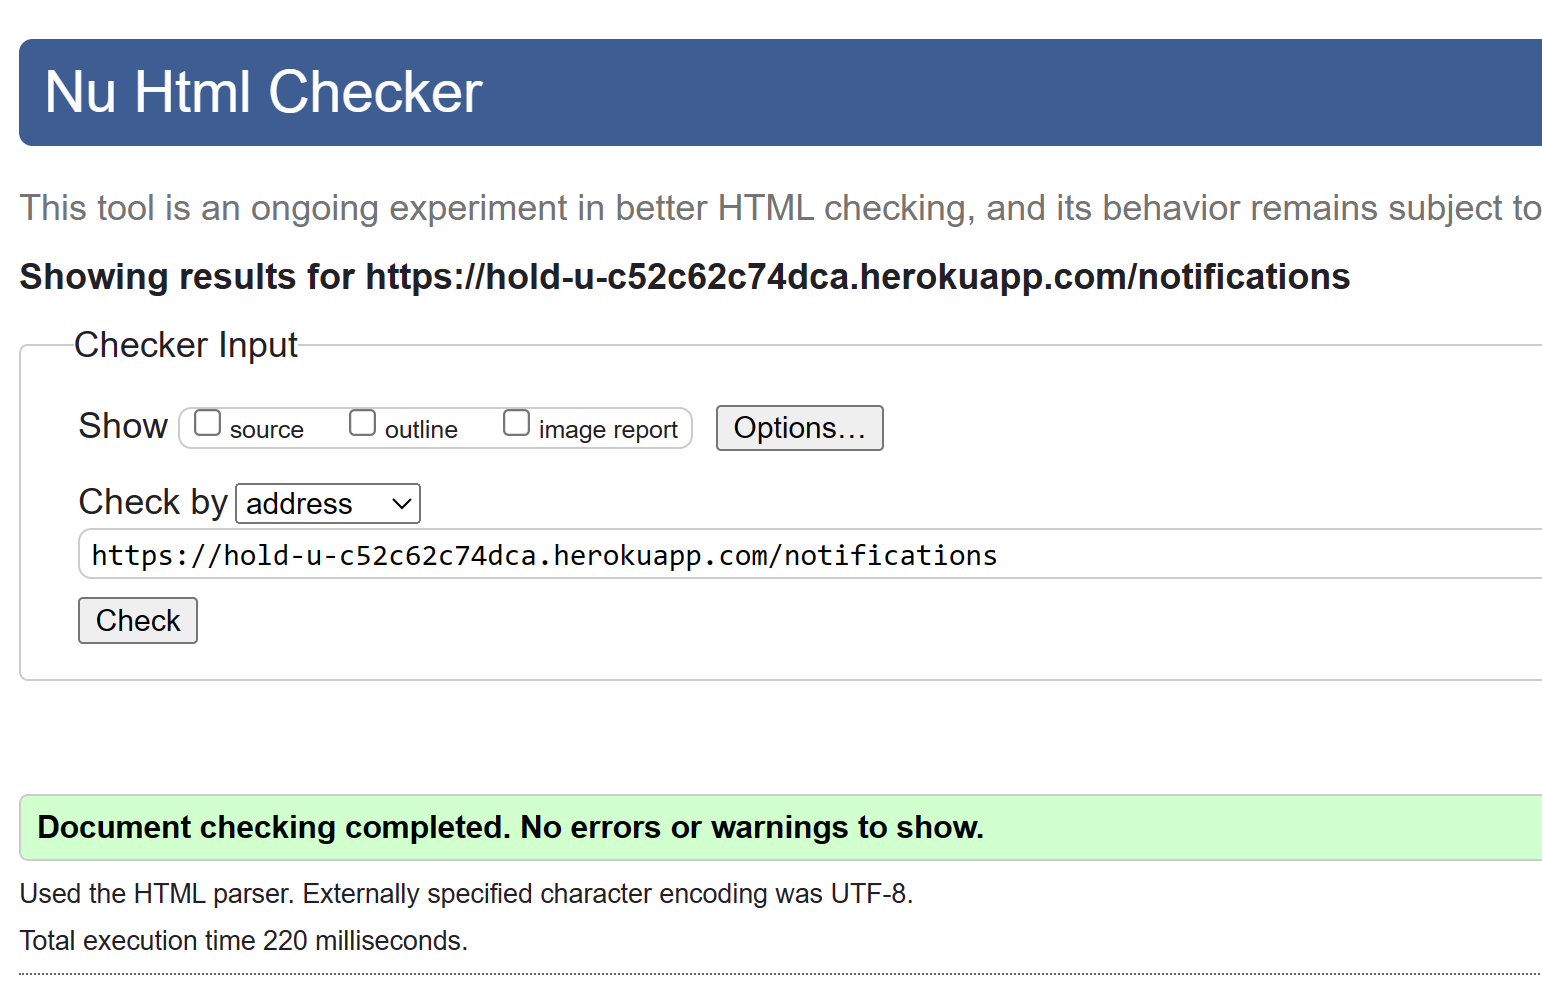 Nu Html Checker
This tool is an ongoing experiment in better HTML checking, and its behavior remains subject to
Showing results for https://hold-u-c52c62c74dca.herokuapp.com/notifications
Checker Input
Show source outline image report Options…
Check by address
https://hold-u-c52c62c74dca.herokuapp.com/notifications
Check
Document checking completed. No errors or warnings to show.
Used the HTML parser. Externally specified character encoding was UTF-8.
Total execution time 220 milliseconds.